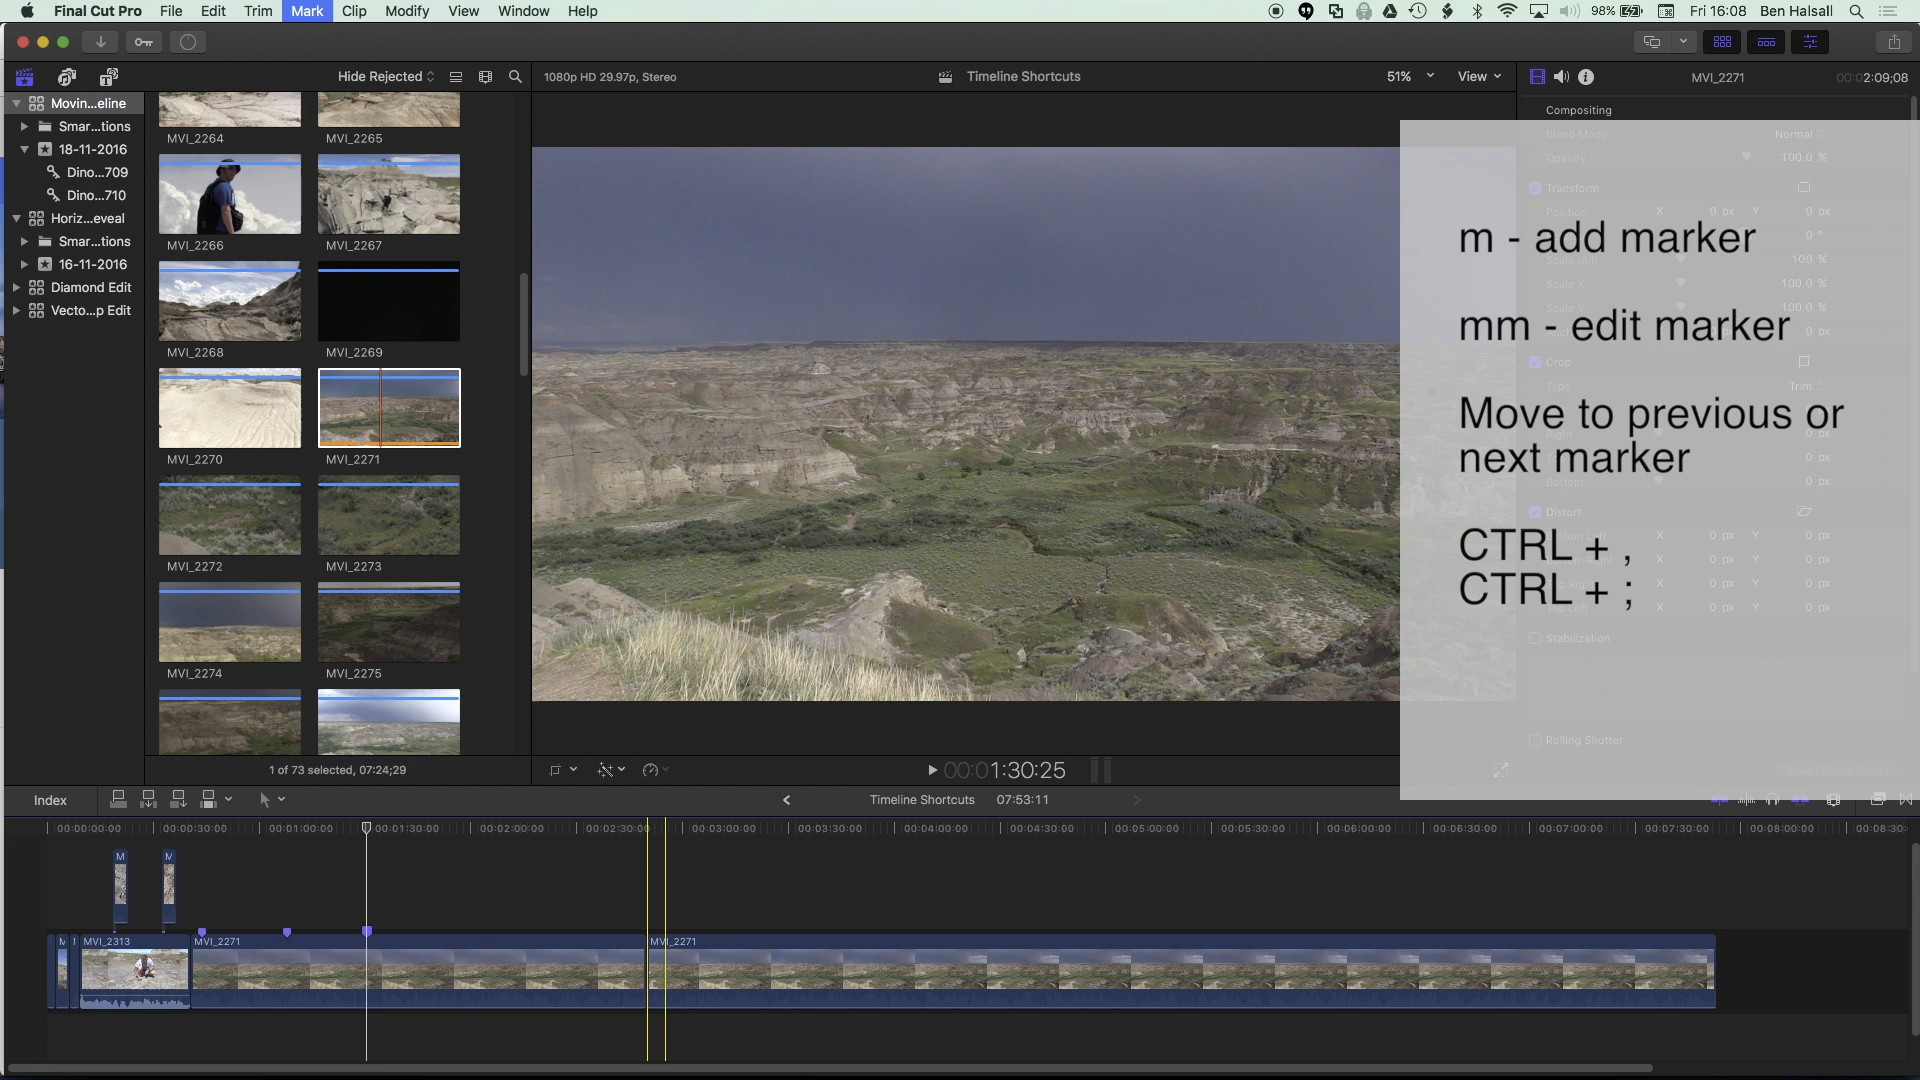 Final Cut Pro File Edit Trim Mark Clip Modify View Window Help 98% Fri 16:08 Ben Halsall
Hide Rejected 1080p HD 29.97p, Stereo Timeline Shortcuts 51% View MVI_2271 00:02:09;08
Movin...eline
Smar...tions
18-11-2016
Dino...709
Dino...710
Horiz...eveal
Smar...tions
16-11-2016
Diamond Edit
Vecto...p Edit
MVI_2264 MVI_2265
MVI_2266 MVI_2267
MVI_2268 MVI_2269
MVI_2270 MVI_2271
MVI_2272 MVI_2273
MVI_2274 MVI_2275
1 of 73 selected, 07:24;29
00:01:30:25
Compositing
Blend Mode Normal
Opacity 100.0 %
Transform
Position X 0 px Y 0 px
0 °
Scale (All) 100 %
Scale X 100.0 %
Scale Y 100.0 %
0 px
Crop
Type Trim
Right 0 px
0 px
Bottom 0 px
Distort
Bottom Left X 0 px Y 0 px
Bottom Right X 0 px Y 0 px
X 0 px Y 0 px
Top Left X 0 px Y 0 px
Stabilization
Rolling Shutter
Save Effects Preset
m - add marker
mm - edit marker
Move to previous or
next marker
CTRL + ,
CTRL + ;
Index Timeline Shortcuts 07:53:11
00:00:00:00 00:00:30:00 00:01:00:00 00:01:30:00 00:02:00:00 00:02:30:00 00:03:00:00 00:03:30:00 00:04:00:00 00:04:30:00 00:05:00:00 00:05:30:00 00:06:00:00 00:06:30:00 00:07:00:00 00:07:30:00 00:08:00:00 00:08:30:
M M
MVI_2313 MVI_2271 MVI_2271